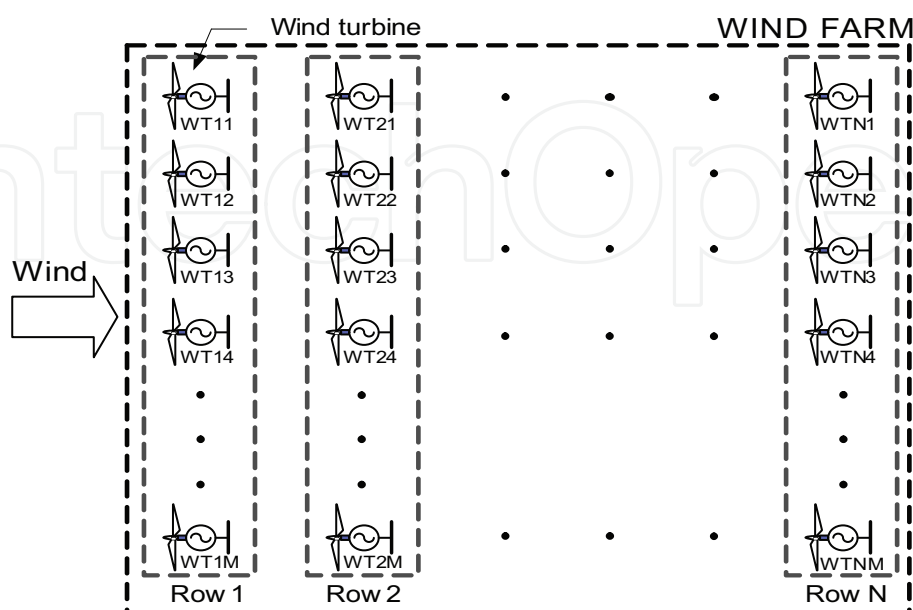 Wind turbine
WIND FARM
WT11
WT21
WTN1
WT12
WT22
WTN2
WT13
WT23
WTN3
Wind
WT14
WT24
WTN4
WT1M
WT2M
WTNM
Row 1
Row 2
Row N
ntechOpe